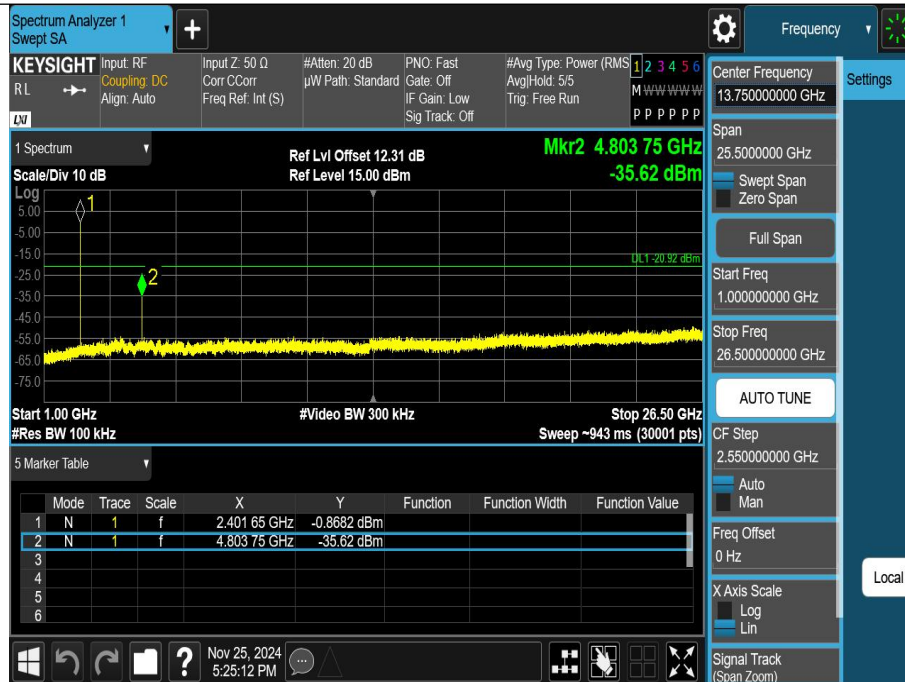 Spectrum Analyzer 1
Swept SA
Frequency
KEYSIGHT
R L
LXI
Input: RF
Coupling: DC
Align: Auto
Input Z: 50 Ω
Corr CCorr
Freq Ref: Int (S)
#Atten: 20 dB
µW Path: Standard
PNO: Fast
Gate: Off
IF Gain: Low
Sig Track: Off
#Avg Type: Power (RMS
Avg|Hold: 5/5
Trig: Free Run
1 2 3 4 5 6
M W W W W W
P P P P P P
1 Spectrum
Scale/Div 10 dB
Ref Lvl Offset 12.31 dB
Ref Level 15.00 dBm
Mkr2 4.803 75 GHz
-35.62 dBm
Log
5.00
-5.00
-15.0
-25.0
-35.0
-45.0
-55.0
-65.0
-75.0
1
2
DL1 -20.92 dBm
Start 1.00 GHz
#Res BW 100 kHz
#Video BW 300 kHz
Stop 26.50 GHz
Sweep ~943 ms (30001 pts)
5 Marker Table
Mode Trace Scale X Y Function Function Width Function Value
1 N 1 f 2.401 65 GHz -0.8682 dBm
2 N 1 f 4.803 75 GHz -35.62 dBm
3
4
5
6
Nov 25, 2024
5:25:12 PM
?
Center Frequency
13.750000000 GHz
Settings
Span
25.5000000 GHz
Swept Span
Zero Span
Full Span
Start Freq
1.000000000 GHz
Stop Freq
26.500000000 GHz
AUTO TUNE
CF Step
2.550000000 GHz
Auto
Man
Freq Offset
0 Hz
Local
X Axis Scale
Log
Lin
Signal Track
(Span Zoom)